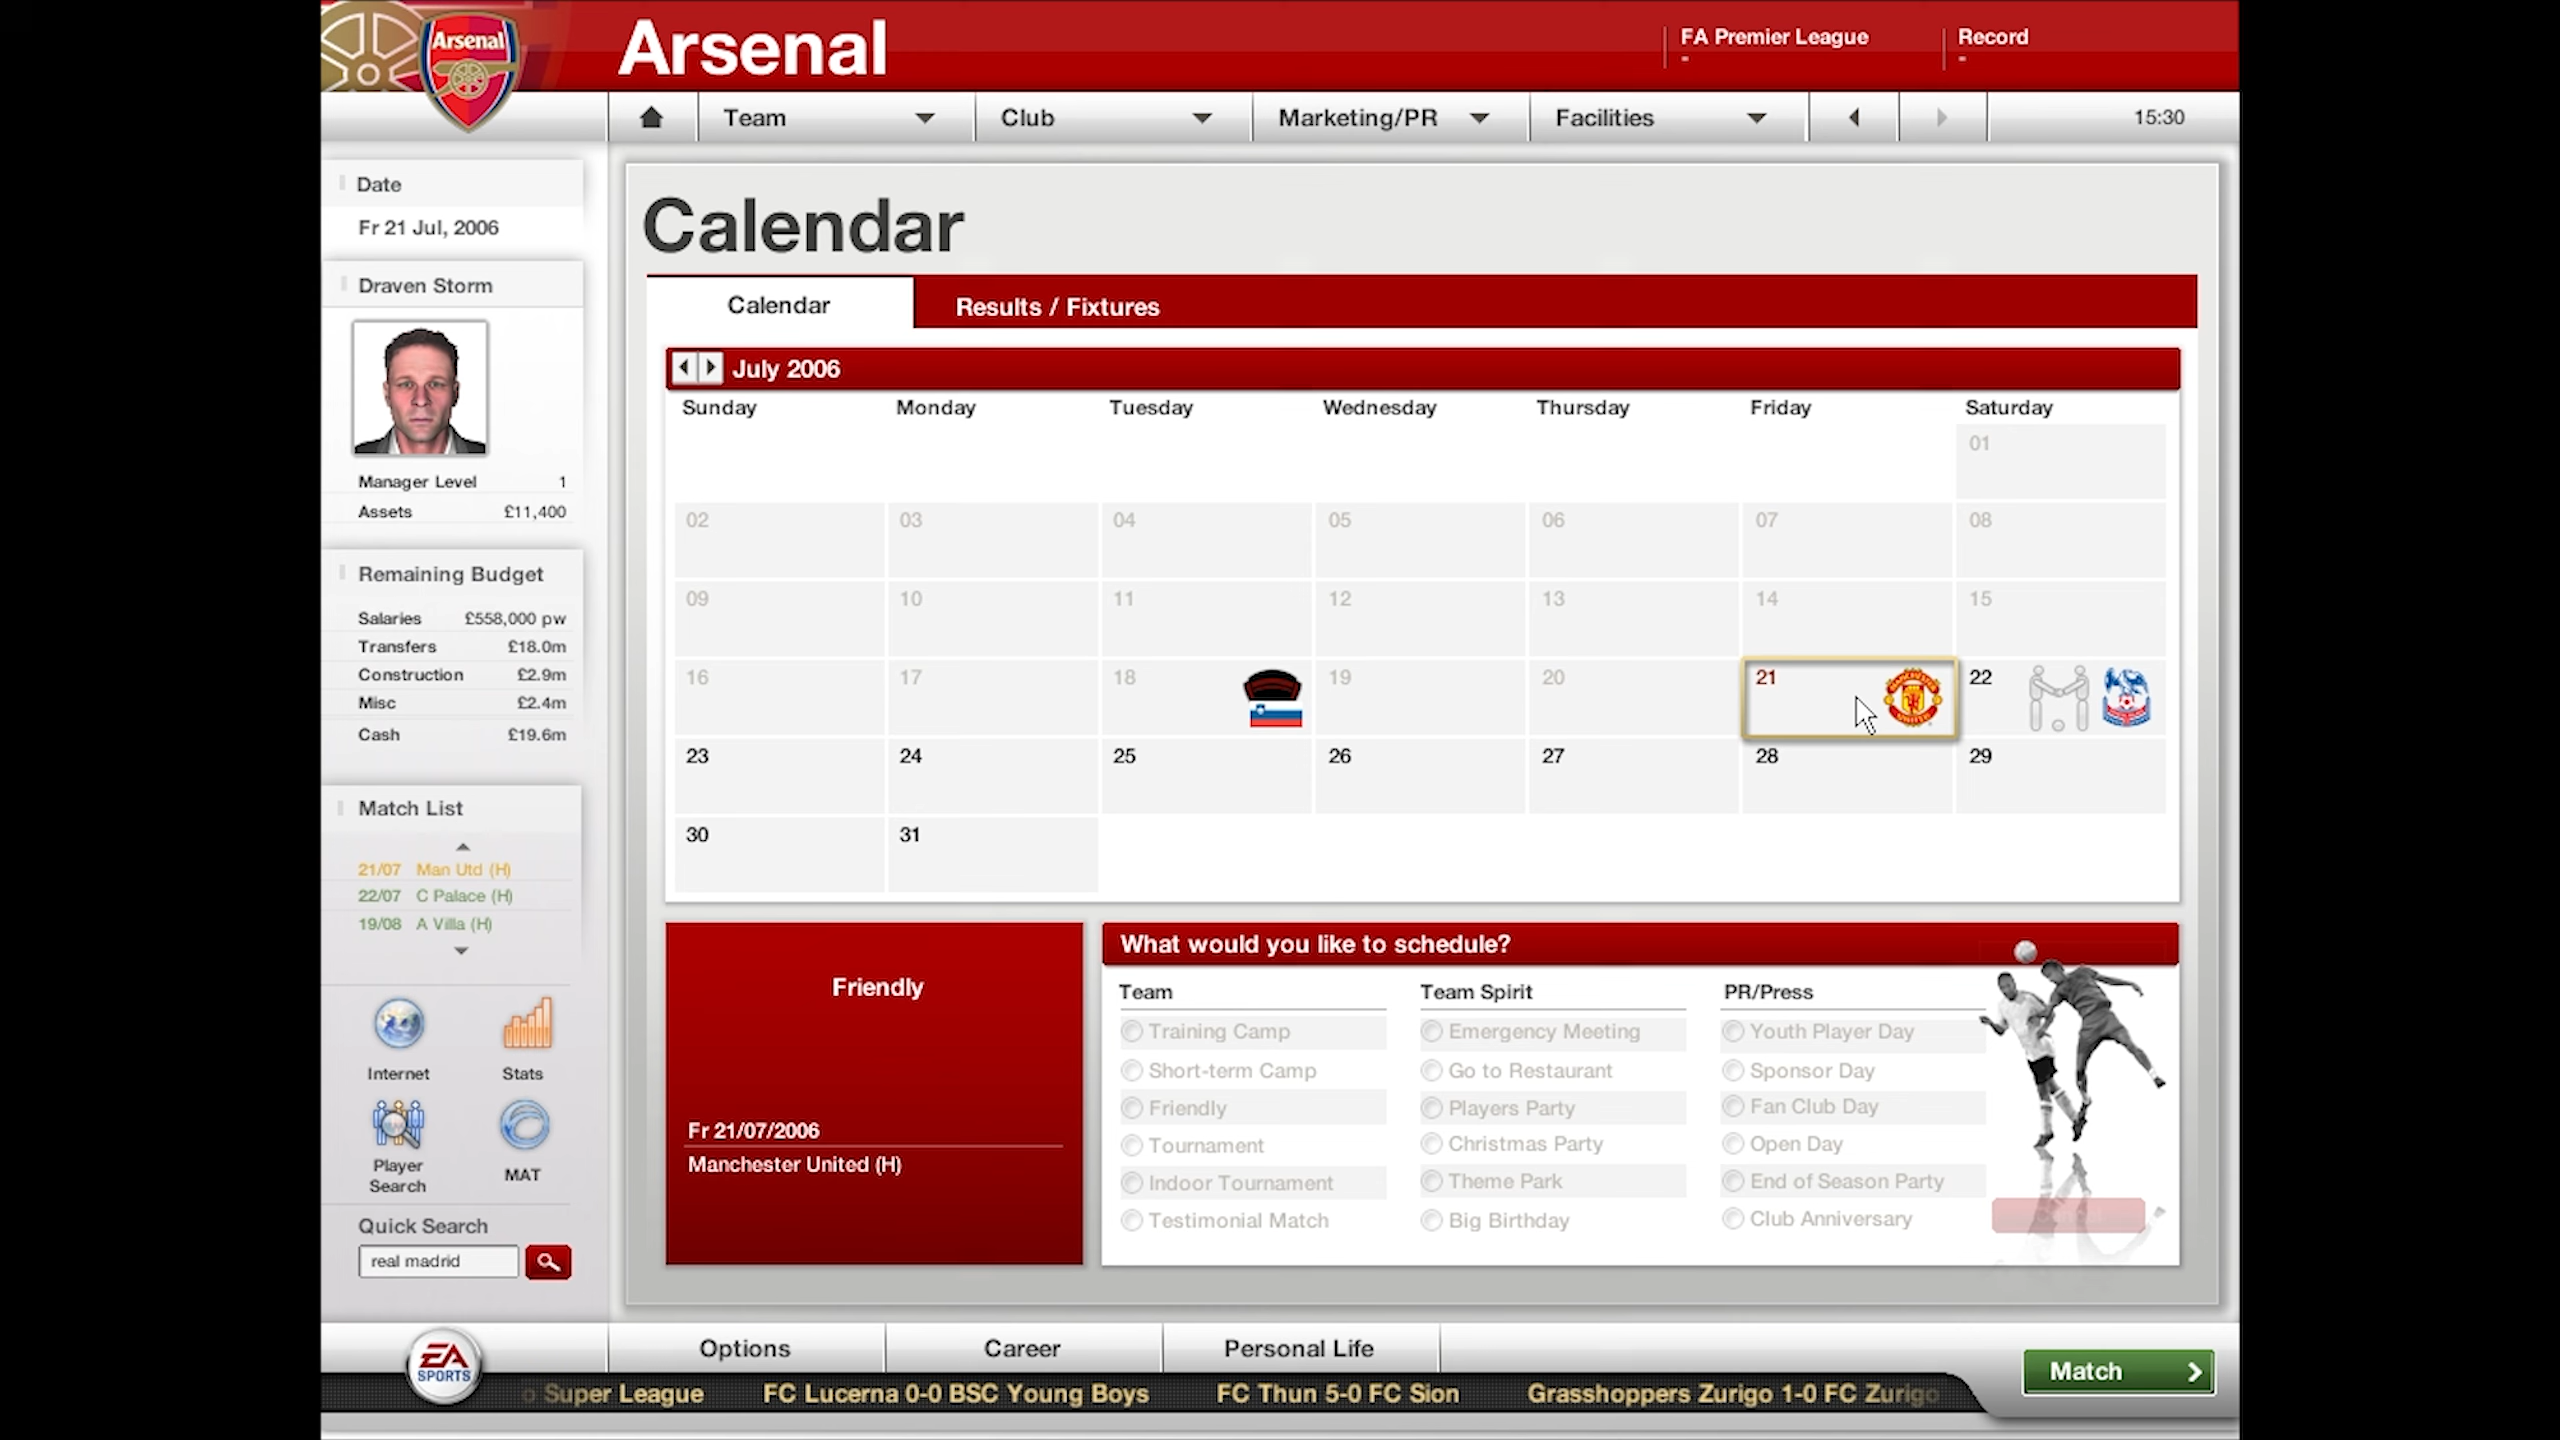 Arsenal
Arsenal
FA Premier League
-
Record
-
Team
Club
Marketing/PR
Facilities
15:30
Date
Fr 21 Jul, 2006
Draven Storm
Manager Level 1
Assets £11,400
Remaining Budget
Salaries £558,000 pw
Transfers £18.0m
Construction £2.9m
Misc £2.4m
Cash £19.6m
Match List
21/07 Man Utd (H)
22/07 C Palace (H)
19/08 A Villa (H)
Internet
Stats
Player
Search
MAT
Quick Search
real madrid
Calendar
Calendar
Results / Fixtures
July 2006
Sunday Monday Tuesday Wednesday Thursday Friday Saturday
01
02 03 04 05 06 07 08
09 10 11 12 13 14 15
16 17 18 19 20 21 22
23 24 25 26 27 28 29
30 31
Friendly
Fr 21/07/2006
Manchester United (H)
What would you like to schedule?
Team
Training Camp
Short-term Camp
Friendly
Tournament
Indoor Tournament
Testimonial Match
Team Spirit
Emergency Meeting
Go to Restaurant
Players Party
Christmas Party
Theme Park
Big Birthday
PR/Press
Youth Player Day
Sponsor Day
Fan Club Day
Open Day
End of Season Party
Club Anniversary
Options
Career
Personal Life
EA
SPORTS
o Super League FC Lucerna 0-0 BSC Young Boys FC Thun 5-0 FC Sion Grasshoppers Zurigo 1-0 FC Zurigo
Match